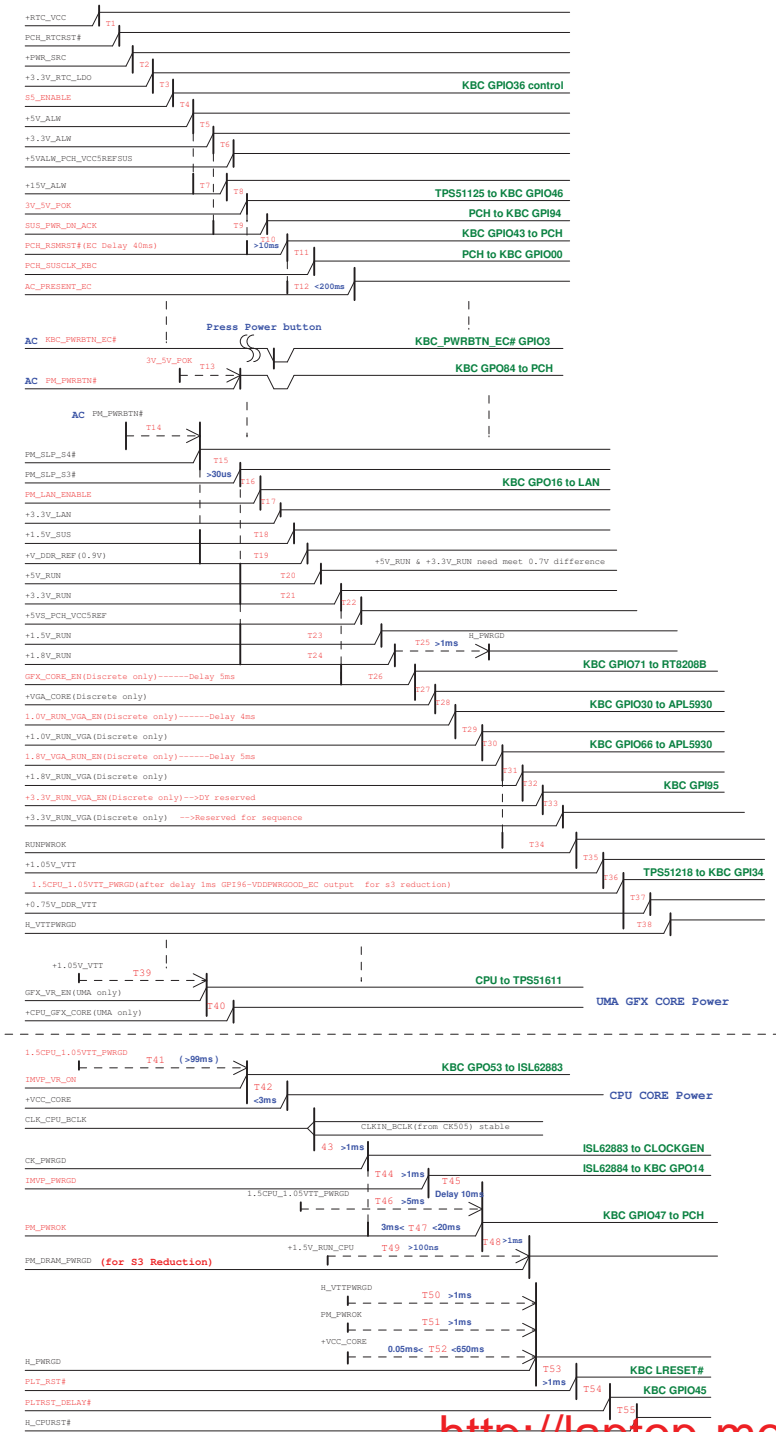 +RTC_VCC
T1
PCH_RTCRST#
+PWR_SRC
T2
+3.3V_RTC_LDO
T3
KBC GPIO36 control
S5_ENABLE
T4
+5V_ALW
T5
+3.3V_ALW
T6
+5VALW_PCH_VCC5REFSUS
+15V_ALW
T7
T8
TPS51125 to KBC GPIO46
3V_5V_POK
PCH to KBC GPI94
SUS_PWR_DN_ACK
T9
T10
KBC GPIO43 to PCH
PCH_RSMRST#(EC Delay 40ms)
>10ms
T11
PCH to KBC GPIO00
PCH_SUSCLK_KBC
AC_PRESENT_EC
T12 <200ms
Press Power button
AC KBC_PWRBTN_EC#
KBC_PWRBTN_EC# GPIO3
3V_5V_POK
T13
KBC GPO84 to PCH
AC PM_PWRBTN#
AC PM_PWRBTN#
T14
PM_SLP_S4#
T15
PM_SLP_S3#
>30us
T16
KBC GPO16 to LAN
PM_LAN_ENABLE
T17
+3.3V_LAN
+1.5V_SUS
T18
+V_DDR_REF(0.9V)
T19
+5V_RUN & +3.3V_RUN need meet 0.7V difference
+5V_RUN
T20
+3.3V_RUN
T21
T22
+5VS_PCH_VCC5REF
+1.5V_RUN
T23
T25 >1ms
H_PWRGD
+1.8V_RUN
T24
KBC GPIO71 to RT8208B
GFX_CORE_EN(Discrete only)------Delay 5ms
T26
+VGA_CORE(Discrete only)
T27
T28
KBC GPIO30 to APL5930
1.0V_RUN_VGA_EN(Discrete only)------Delay 4ms
+1.0V_RUN_VGA(Discrete only)
T29
T30
KBC GPIO66 to APL5930
1.8V_VGA_RUN_EN(Discrete only)------Delay 5ms
+1.8V_RUN_VGA(Discrete only)
T31
T32
KBC GPI95
+3.3V_RUN_VGA_EN(Discrete only)-->DY reserved
T33
+3.3V_RUN_VGA(Discrete only) -->Reserved for sequence
RUNPWROK
T34
+1.05V_VTT
T35
T36
TPS51218 to KBC GPI34
1.5CPU_1.05VTT_PWRGD(after delay 1ms GPI96-VDDPWRGOOD_EC output for s3 reduction)
+0.75V_DDR_VTT
T37
H_VTTPWRGD
T38
+1.05V_VTT
T39
CPU to TPS51611
GFX_VR_EN(UMA only)
T40
UMA GFX CORE Power
+CPU_GFX_CORE(UMA only)
1.5CPU_1.05VTT_PWRGD
T41 (>99ms)
KBC GPO53 to ISL62883
IMVP_VR_ON
T42
+VCC_CORE
<3ms
CPU CORE Power
CLK_CPU_BCLK
CLKIN_BCLK(from CK505) stable
43 >1ms
ISL62883 to CLOCKGEN
CK_PWRGD
T44 >1ms
ISL62884 to KBC GPO14
IMVP_PWRGD
T45
1.5CPU_1.05VTT_PWRGD
Delay 10ms
T46 >5ms
KBC GPIO47 to PCH
PM_PWROK
3ms< T47 <20ms
T48 >1ms
+1.5V_RUN_CPU
T49 >100ns
PM_DRAM_PWRGD (for S3 Reduction)
H_VTTPWRGD
T50 >1ms
PM_PWROK
T51 >1ms
+VCC_CORE
0.05ms< T52 <650ms
H_PWRGD
T53
KBC LRESET#
PLT_RST#
>1ms
T54
KBC GPIO45
PLTRST_DELAY#
T55
H_CPURST#